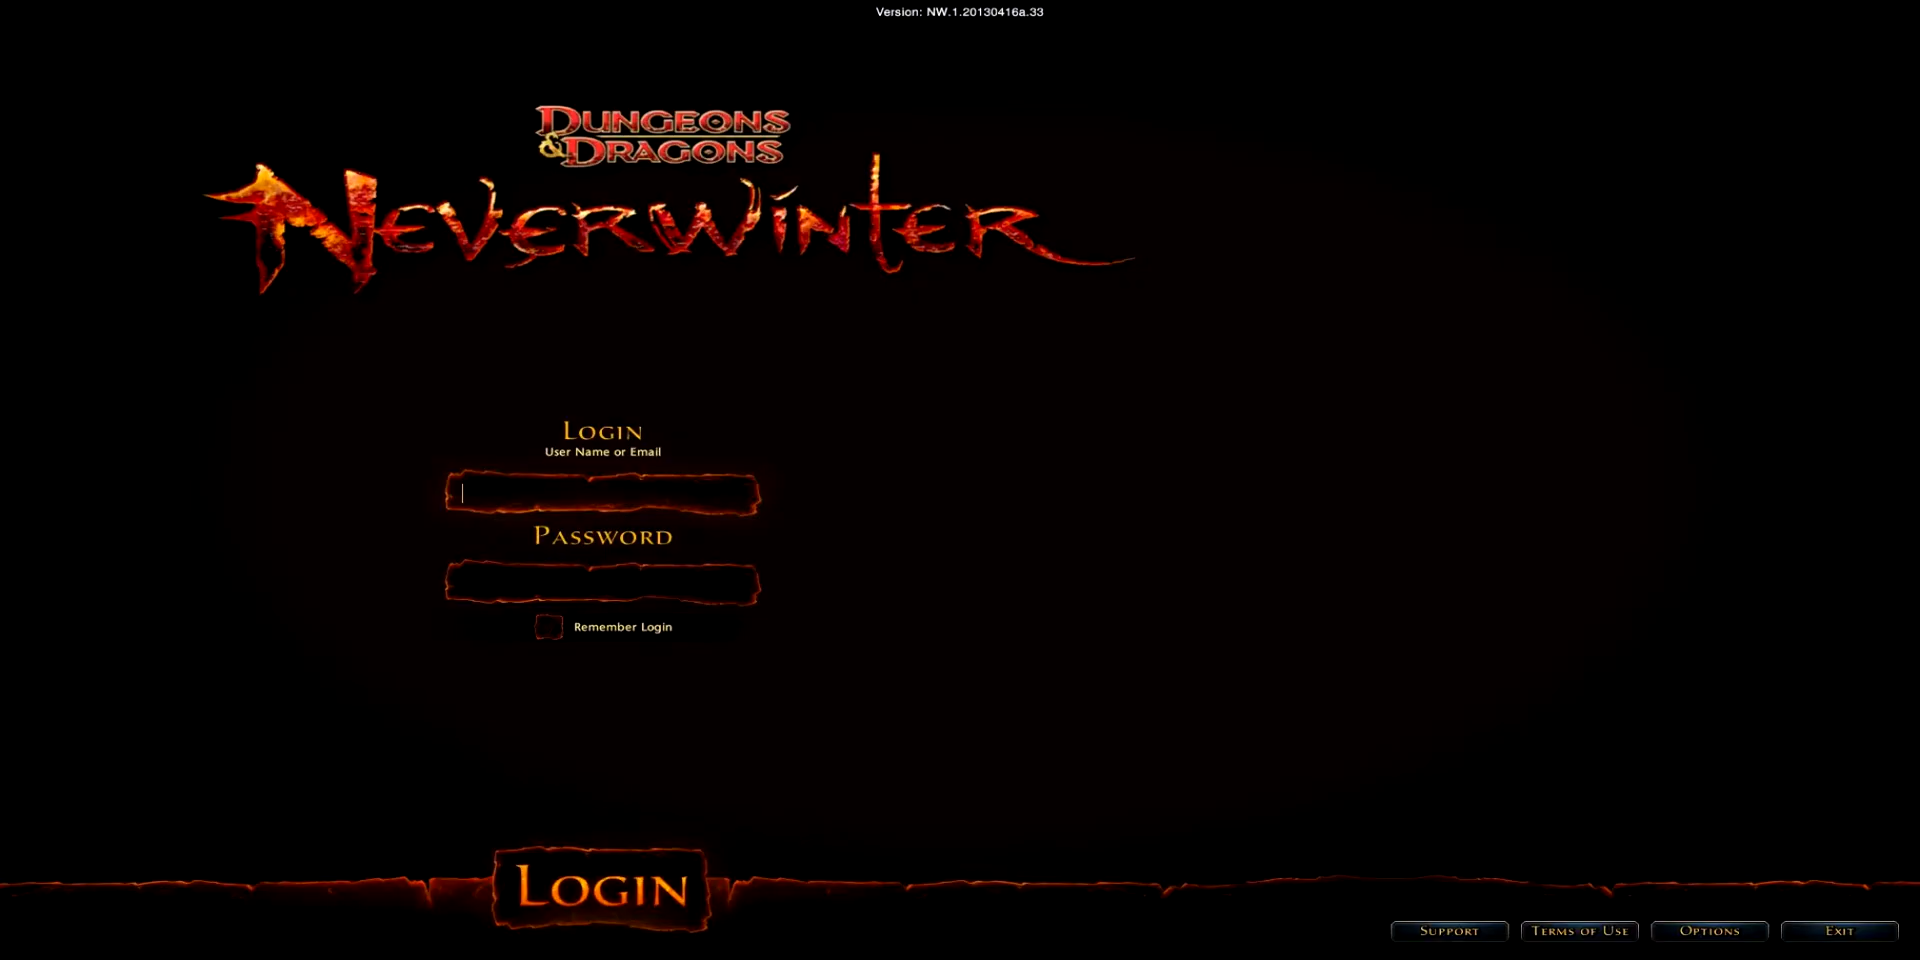 Version: NW.1.20130416a.33
DUNGEONS
& DRAGONS
NEVERWINTER
LOGIN
User Name or Email
PASSWORD
Remember Login
LOGIN
SUPPORT
TERMS OF USE
OPTIONS
EXIT